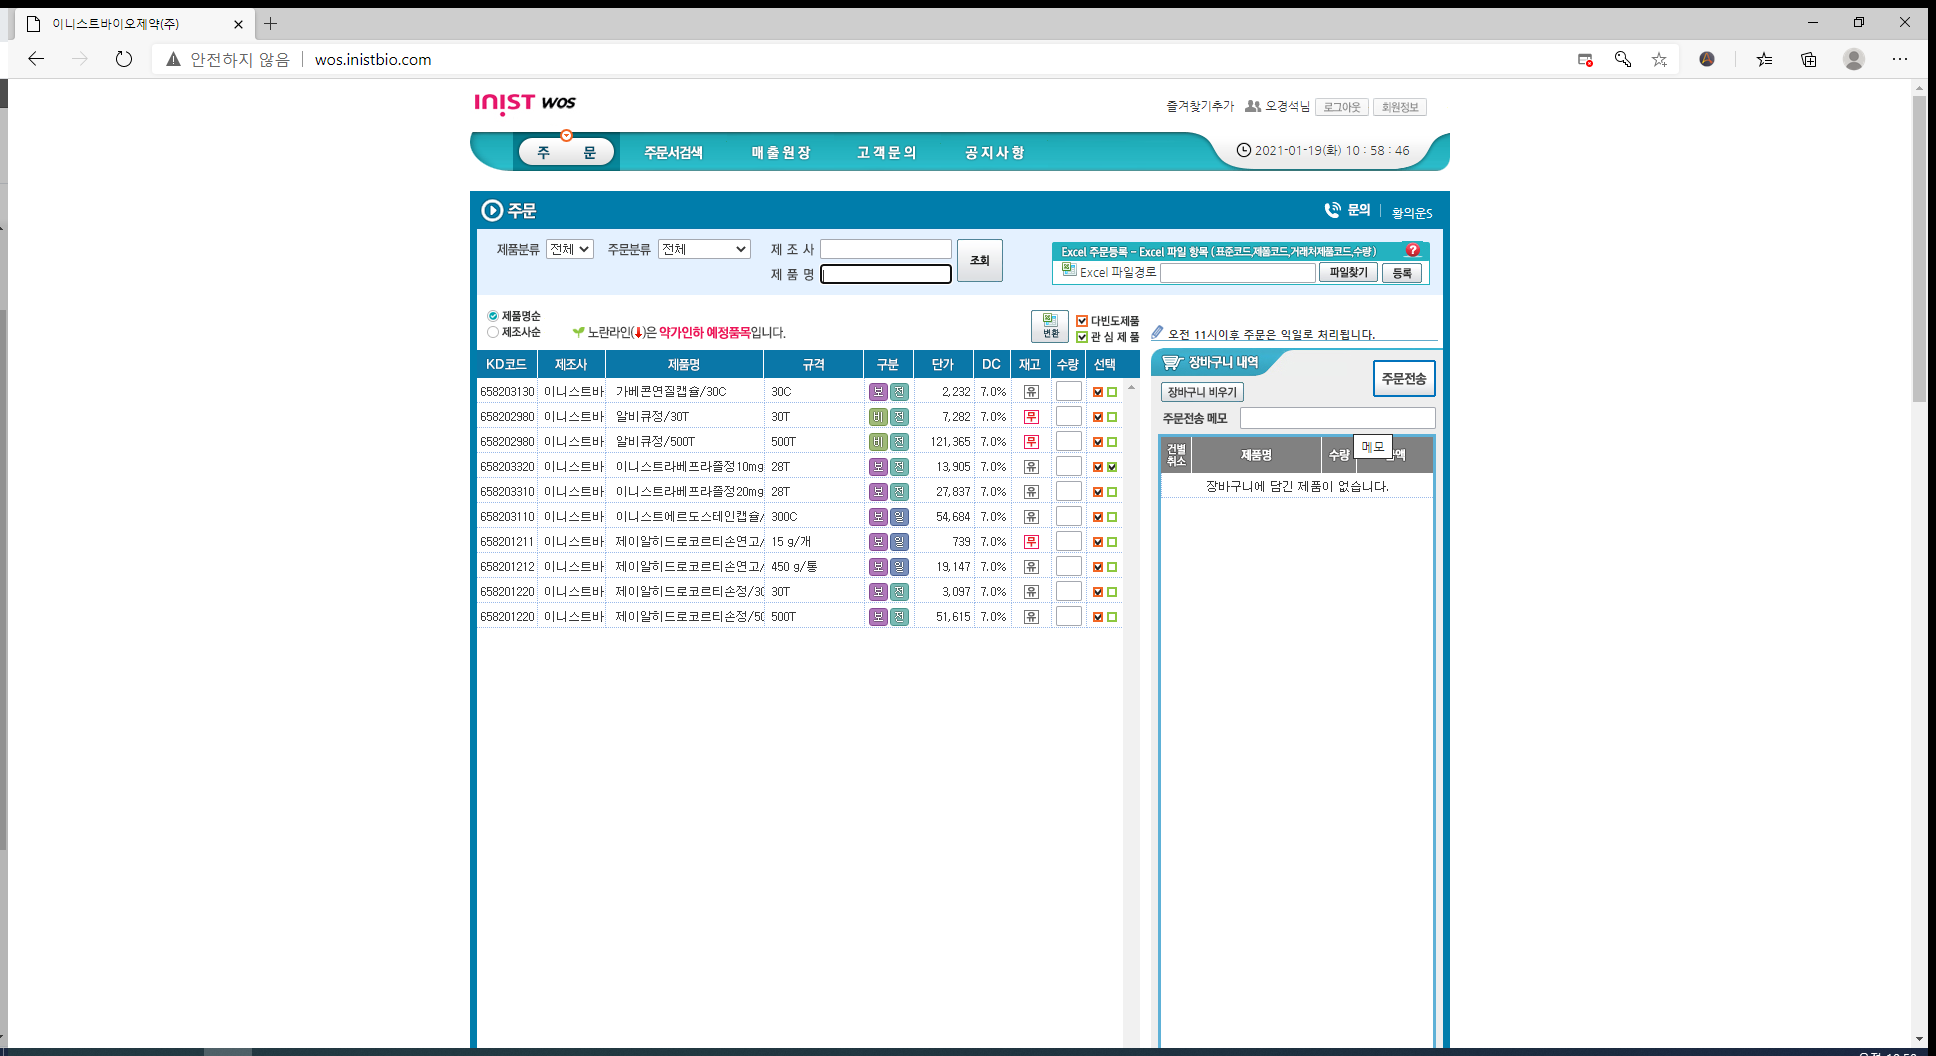 이니스트바이오제약(주)
안전하지 않음 wos.inistbio.com
INIST WOS
즐겨찾기추가 오경석님 로그아웃 회원정보
주 문 주문서검색 매출원장 고객문의 공지사항 2021-01-19(화) 10 : 58 : 46
주문 문의 황의운S
제품분류 전체 주문분류 전체 제 조 사 조회
제 품 명
Excel 주문등록 - Excel 파일 항목 (표준코드,제품코드,거래처제품코드,수량)
Excel 파일경로 파일찾기 등록
제품명순
제조사순 노란라인(↓)은 약가인하 예정품목입니다.
변환 다빈도제품
관 심 제 품
오전 11시이후 주문은 익일로 처리됩니다.
KD코드 제조사 제품명 규격 구분 단가 DC 재고 수량 선택
658203130 이니스트바 가베콘연질캡슐/30C 30C 보 전 2,232 7.0% 유
658202980 이니스트바 알비큐정/30T 30T 비 전 7,282 7.0% 무
658202980 이니스트바 알비큐정/500T 500T 비 전 121,365 7.0% 무
658203320 이니스트바 이니스트라베프라졸정10mg 28T 보 전 13,905 7.0% 유
658203310 이니스트바 이니스트라베프라졸정20mg 28T 보 전 27,837 7.0% 유
658203110 이니스트바 이니스트에르도스테인캡슐/ 300C 보 일 54,684 7.0% 유
658201211 이니스트바 제이알히드로코르티손연고/ 15 g/개 보 일 739 7.0% 무
658201212 이니스트바 제이알히드로코르티손연고/ 450 g/통 보 일 19,147 7.0% 유
658201220 이니스트바 제이알히드로코르티손정/30 30T 보 전 3,097 7.0% 유
658201220 이니스트바 제이알히드로코르티손정/50 500T 보 전 51,615 7.0% 유
장바구니 내역 주문전송
장바구니 비우기
주문전송 메모
건별취소 제품명 수량 메모
장바구니에 담긴 제품이 없습니다.